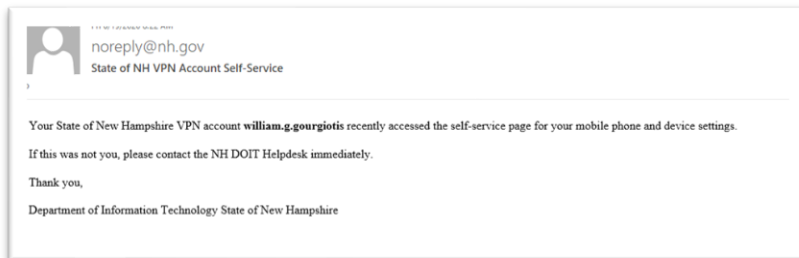 noreply@nh.gov
State of NH VPN Account Self-Service
Your State of New Hampshire VPN account william.g.gourgiotis recently accessed the self-service page for your mobile phone and device settings.
If this was not you, please contact the NH DOIT Helpdesk immediately.
Thank you,
Department of Information Technology State of New Hampshire